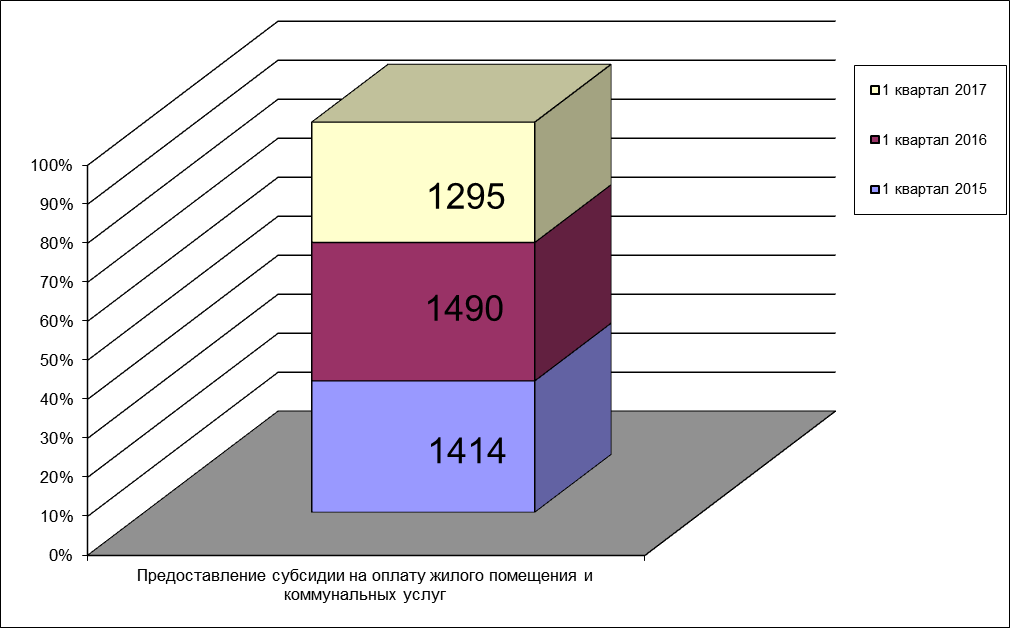 100%
90%
80%
70%
60%
50%
40%
30%
20%
10%
0%
1295
1490
1414
Предоставление субсидии на оплату жилого помещения и
коммунальных услуг
1 квартал 2017
1 квартал 2016
1 квартал 2015